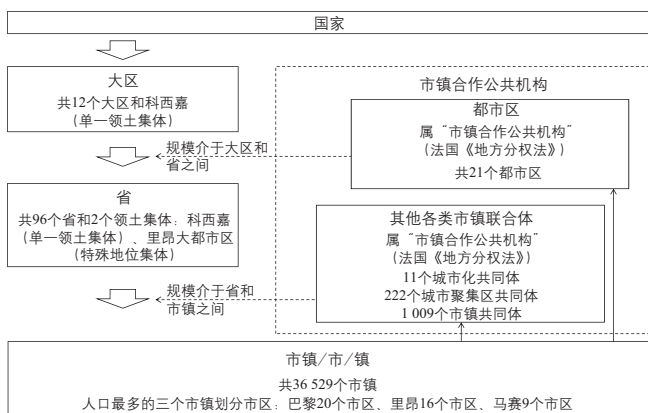 国家
大区
共12个大区和科西嘉
（单一领土集体）
市镇合作公共机构
都市区
属“市镇合作公共机构”
（法国《地方分权法》）
共21个都市区
规模介于大区和
省之间
省
共96个省和2个领土集体：科西嘉
（单一领土集体）、里昂大都市区
（特殊地位集体）
其他各类市镇联合体
属“市镇合作公共机构”
（法国《地方分权法》）
11个城市化共同体
222个城市聚集区共同体
1 009个市镇共同体
规模介于省和
市镇之间
市镇/市/镇
共36 529个市镇
人口最多的三个市镇划分市区：巴黎20个市区、里昂16个市区、马赛9个市区